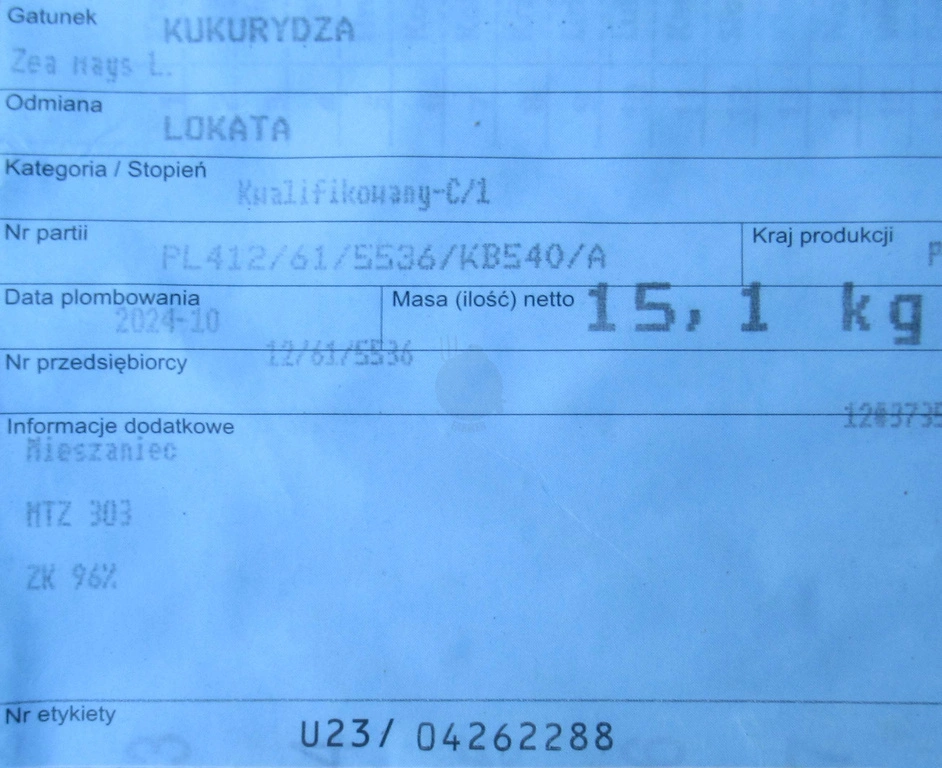 Gatunek KUKURYDZA
Zea mays L.
Odmiana
LOKATA
Kategoria / Stopień
Kwalifikowany-C/1
Nr partii
PL412/61/5536/KB540/A
Kraj produkcji
P
Data plombowania
2024-10
Masa (ilość) netto 15,1 kg
Nr przedsiębiorcy
12/61/5536
Informacje dodatkowe
Mieszaniec
MTZ 303
ZK 96%
Nr etykiety
U23/ 04262288